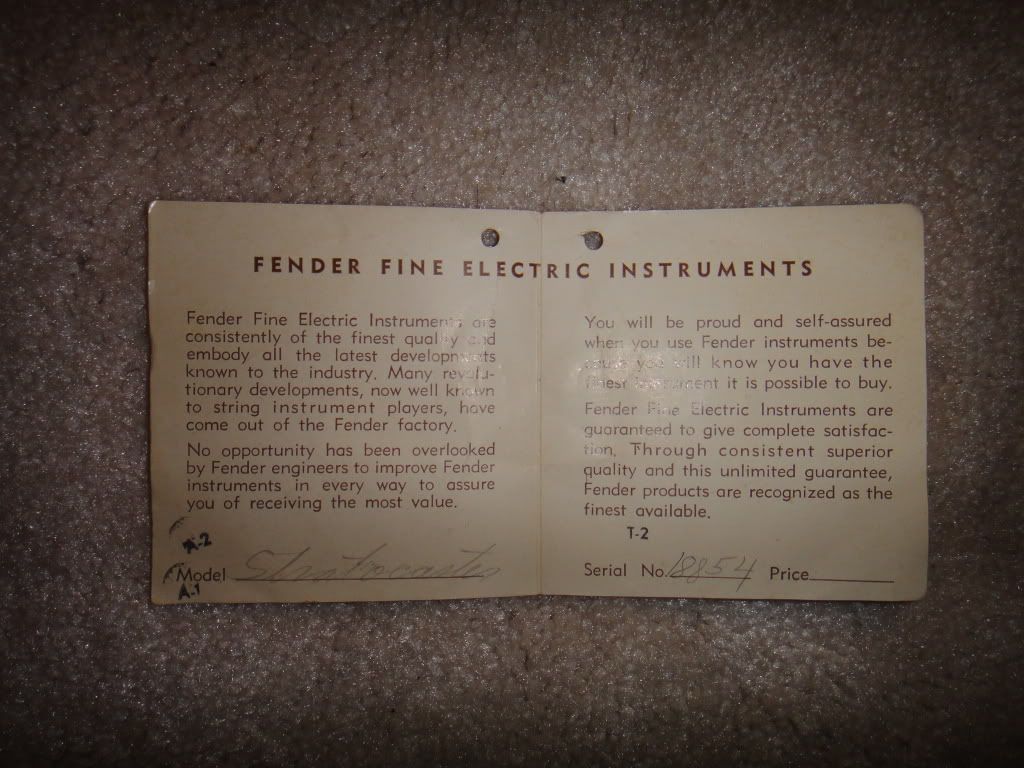 FENDER FINE ELECTRIC INSTRUMENTS
Fender Fine Electric Instruments are
consistently of the finest quality and
embody all the latest developments
known to the industry. Many revolu-
tionary developments, now well known
to string instrument players, have
come out of the Fender factory.
No opportunity has been overlooked
by Fender engineers to improve Fender
instruments in every way to assure
you of receiving the most value.
A-2
Model Stratocaster
A-1
You will be proud and self-assured
when you use Fender instruments be-
cause you will know you have the
finest instrument it is possible to buy.
Fender Fine Electric Instruments are
guaranteed to give complete satisfac-
tion. Through consistent superior
quality and this unlimited guarantee,
Fender products are recognized as the
finest available.
T-2
Serial No. 18854 Price